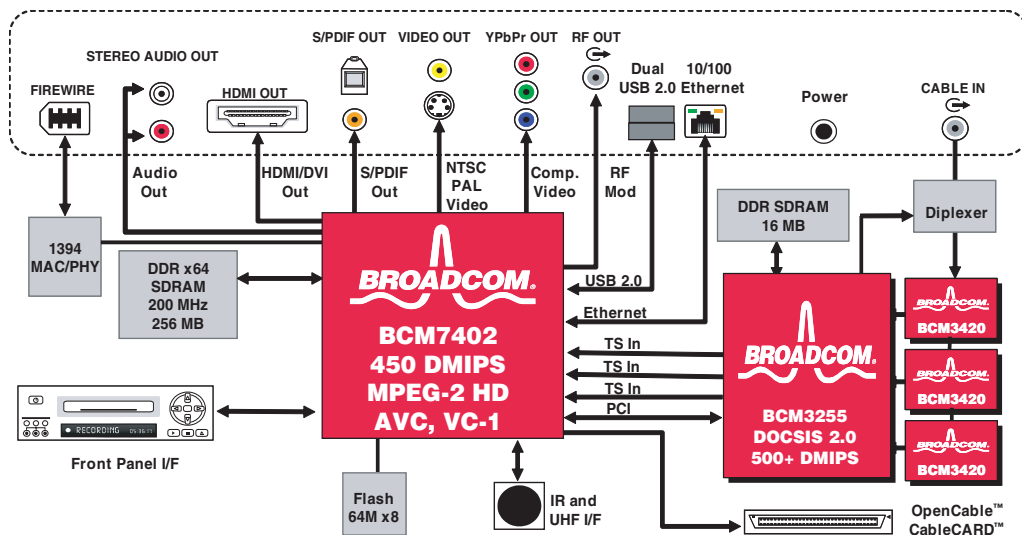 STEREO AUDIO OUT
S/PDIF OUT
VIDEO OUT
YPbPr OUT
RF OUT
Dual
USB 2.0
10/100
Ethernet
FIREWIRE
HDMI OUT
Power
CABLE IN
Audio
Out
HDMI/DVI
Out
S/PDIF
Out
NTSC
PAL
Video
Comp.
Video
RF
Mod
1394
MAC/PHY
DDR x64
SDRAM
200 MHz
256 MB
BROADCOM.
BCM7402
450 DMIPS
MPEG-2 HD
AVC, VC-1
USB 2.0
Ethernet
TS In
TS In
TS In
PCI
DDR SDRAM
16 MB
Diplexer
BROADCOM.
BCM3255
DOCSIS 2.0
500+ DMIPS
BROADCOM.
BCM3420
BROADCOM.
BCM3420
BROADCOM.
BCM3420
RECORDING
Front Panel I/F
Flash
64M x8
IR and
UHF I/F
OpenCable™
CableCARD™